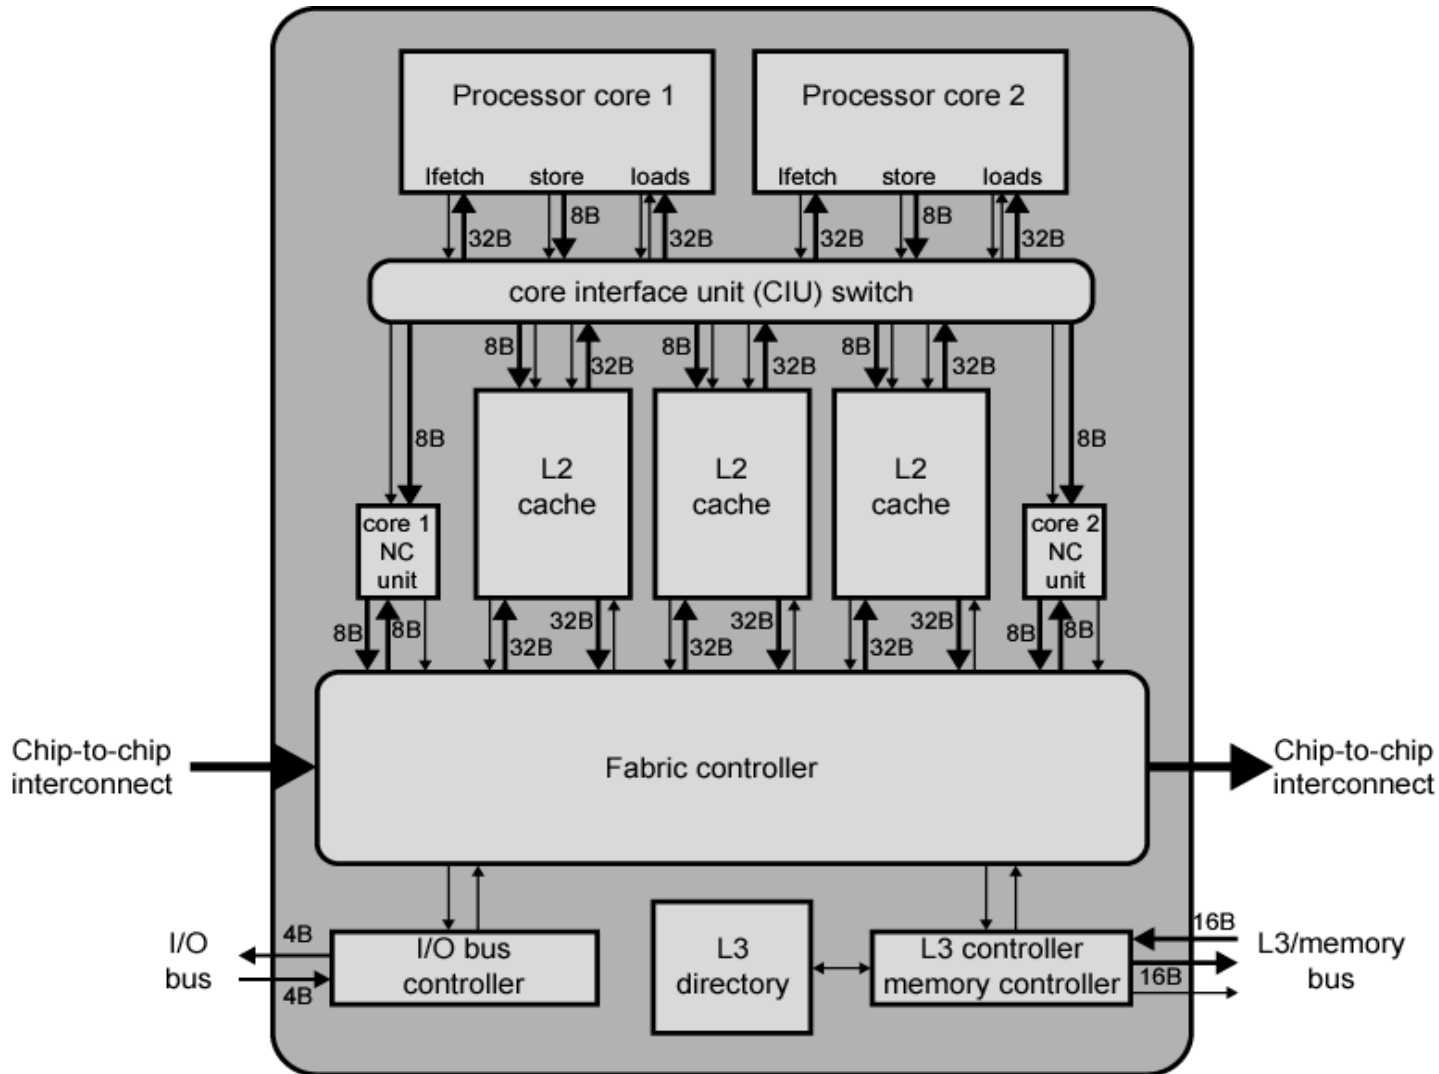 Processor core 1
Processor core 2
Ifetch store loads
Ifetch store loads
8B
8B
32B
32B
32B
32B
core interface unit (CIU) switch
8B
32B
8B
32B
8B
32B
8B
8B
L2
cache
L2
cache
L2
cache
core 1
NC
unit
core 2
NC
unit
8B
8B
32B
32B
32B
32B
32B
32B
8B
8B
Chip-to-chip
interconnect
Fabric controller
Chip-to-chip
interconnect
I/O
bus
4B
4B
I/O bus
controller
L3
directory
L3 controller
memory controller
16B
16B
L3/memory
bus